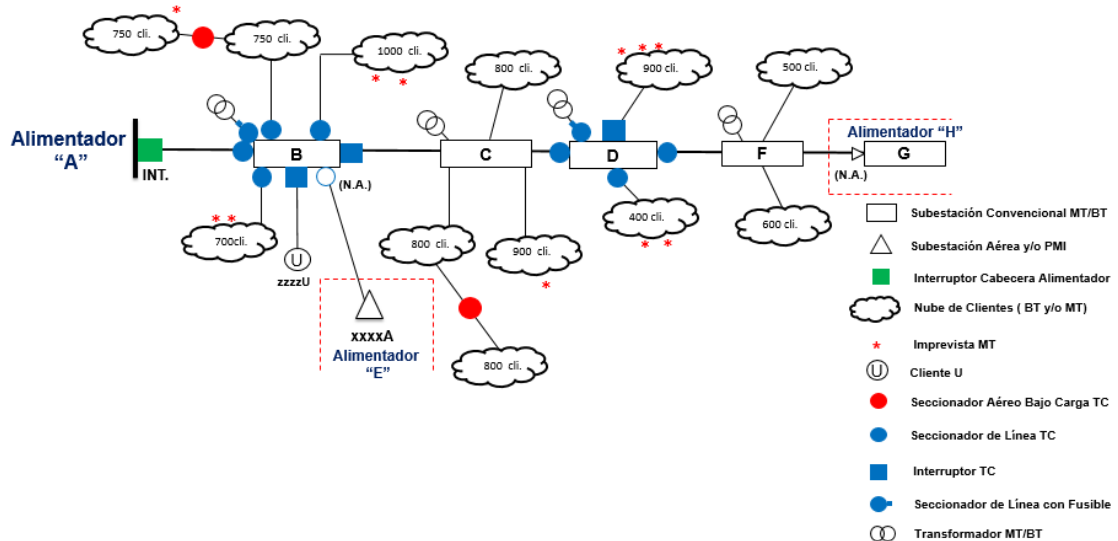 750 cli.
750 cli.
1000 cli.
800 cli.
900 cli.
500 cli.
Alimentador
“A”
INT.
B
(N.A.)
C
D
F
Alimentador “H”
G
(N.A.)
700cli.
U
zzzzU
xxxxA
Alimentador
“E”
800 cli.
900 cli.
800 cli.
400 cli.
600 cli.
Subestación Convencional MT/BT
Subestación Aérea y/o PMI
Interruptor Cabecera Alimentador
Nube de Clientes ( BT y/o MT)
* Imprevista MT
U Cliente U
Seccionador Aéreo Bajo Carga TC
Seccionador de Línea TC
Interruptor TC
Seccionador de Línea con Fusible
Transformador MT/BT